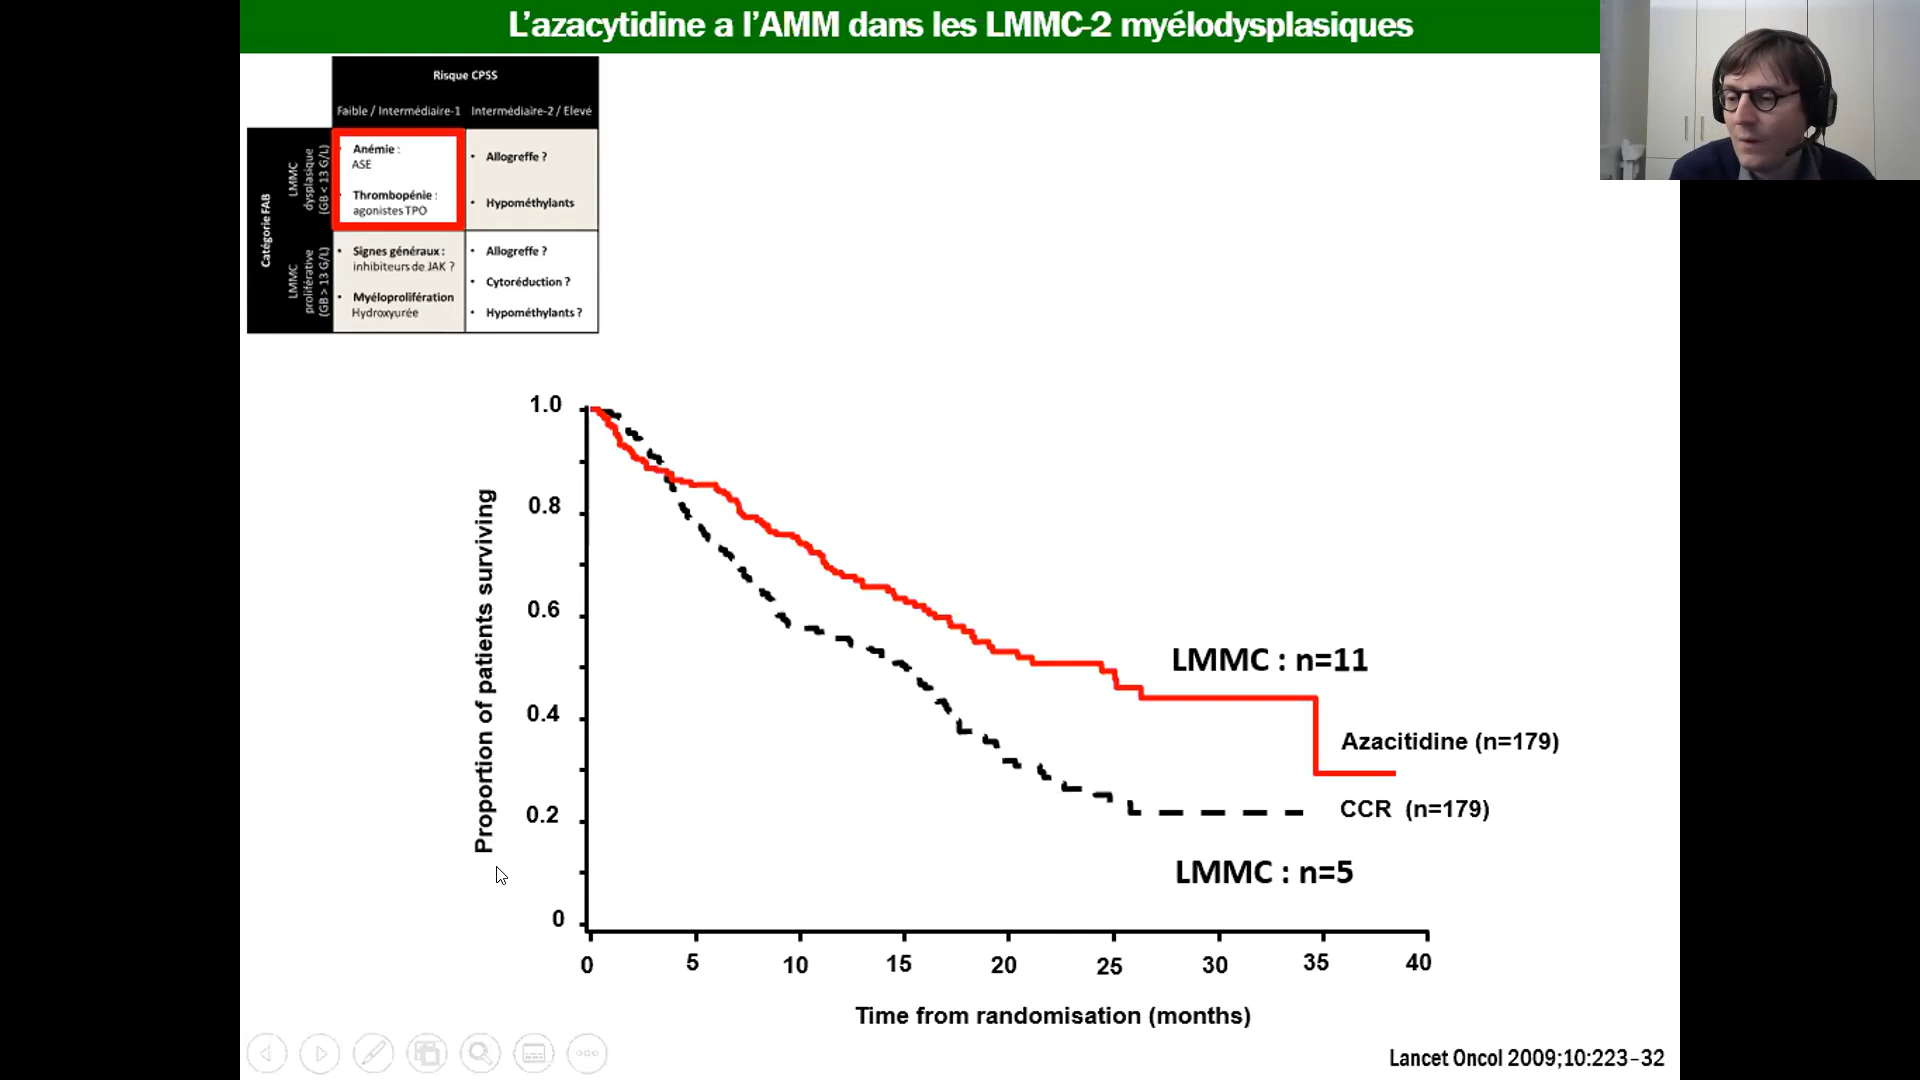 L’azacytidine a l’AMM dans les LMMC-2 myélodysplasiques
Risque CPSS
Faible / Intermédiaire-1
Intermédiaire-2 / Elevé
Catégorie FAB
LMMC
dysplasique
(GB < 13 G/L)
Anémie :
ASE
Thrombopénie :
agonistes TPO
• Allogreffe ?
• Hypométhylants
LMMC
proliférative
(GB > 13 G/L)
• Signes généraux :
inhibiteurs de JAK ?
• Myéloprolifération
Hydroxyurée
• Allogreffe ?
• Cytoréduction ?
• Hypométhylants ?
Proportion of patients surviving
1.0
0.8
0.6
0.4
0.2
0
LMMC : n=11
Azacitidine (n=179)
CCR (n=179)
LMMC : n=5
0 5 10 15 20 25 30 35 40
Time from randomisation (months)
Lancet Oncol 2009;10:223–32